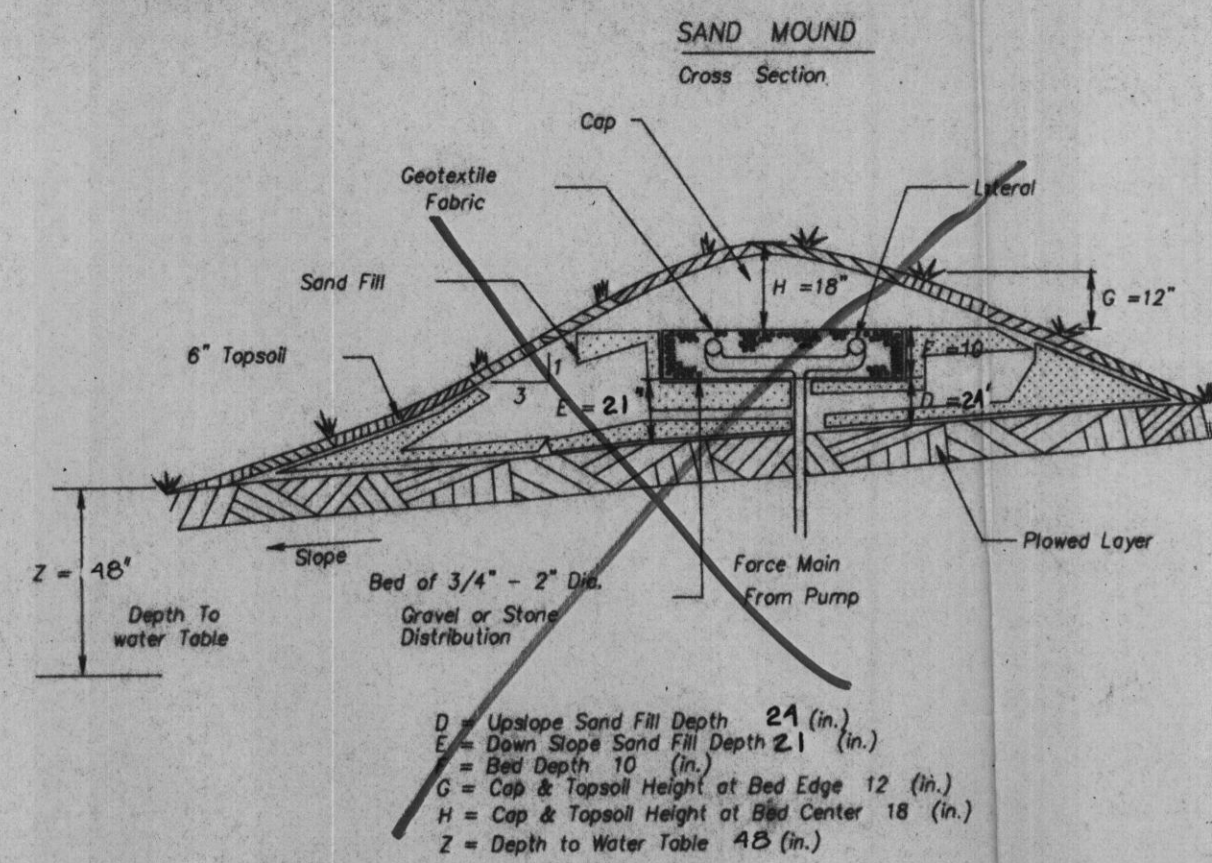 SAND MOUND
Cross Section
Cap
Geotextile
Fabric
Lateral
Sand Fill
H = 18"
G = 12"
6" Topsoil
F = 10
1
3
E = 21"
D = 24"
Slope
Plowed Layer
Z = 48"
Depth To
water Table
Bed of 3/4" - 2" Dia.
Gravel or Stone
Distribution
Force Main
From Pump
D = Upslope Sand Fill Depth 24 (in.)
E = Down Slope Sand Fill Depth 21 (in.)
F = Bed Depth 10 (in.)
G = Cap & Topsoil Height at Bed Edge 12 (in.)
H = Cap & Topsoil Height at Bed Center 18 (in.)
Z = Depth to Water Table 48 (in.)